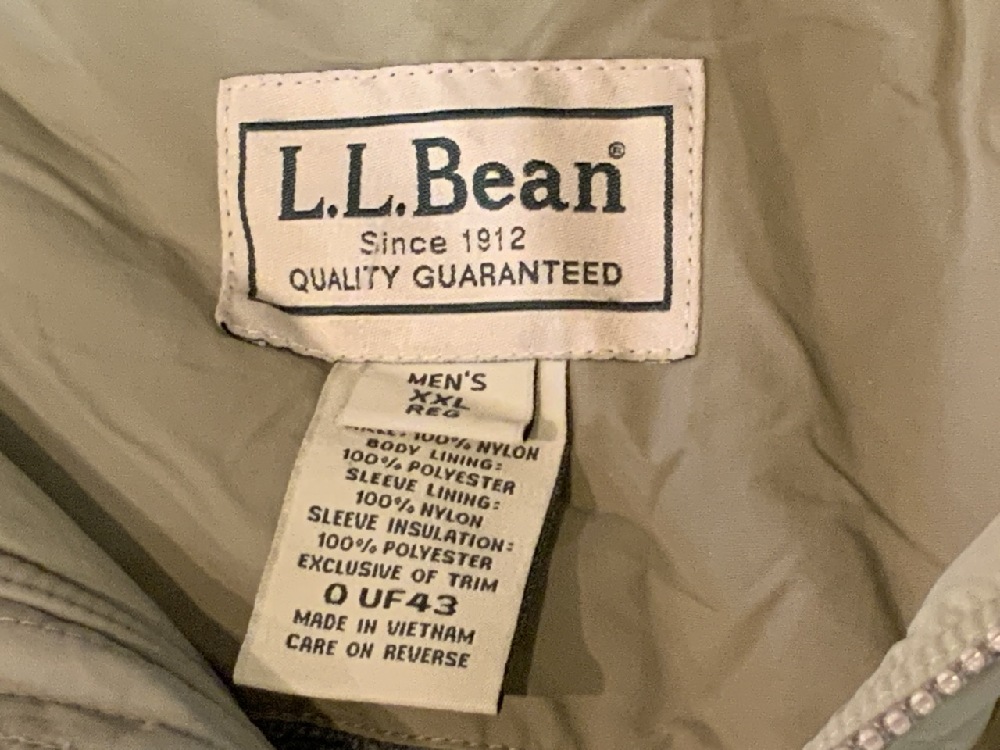 L.L.Bean®
Since 1912
QUALITY GUARANTEED
MEN'S
XXL
REG
100% NYLON
BODY LINING:
100% POLYESTER
SLEEVE LINING:
100% NYLON
SLEEVE INSULATION:
100% POLYESTER
EXCLUSIVE OF TRIM
0 UF43
MADE IN VIETNAM
CARE ON REVERSE